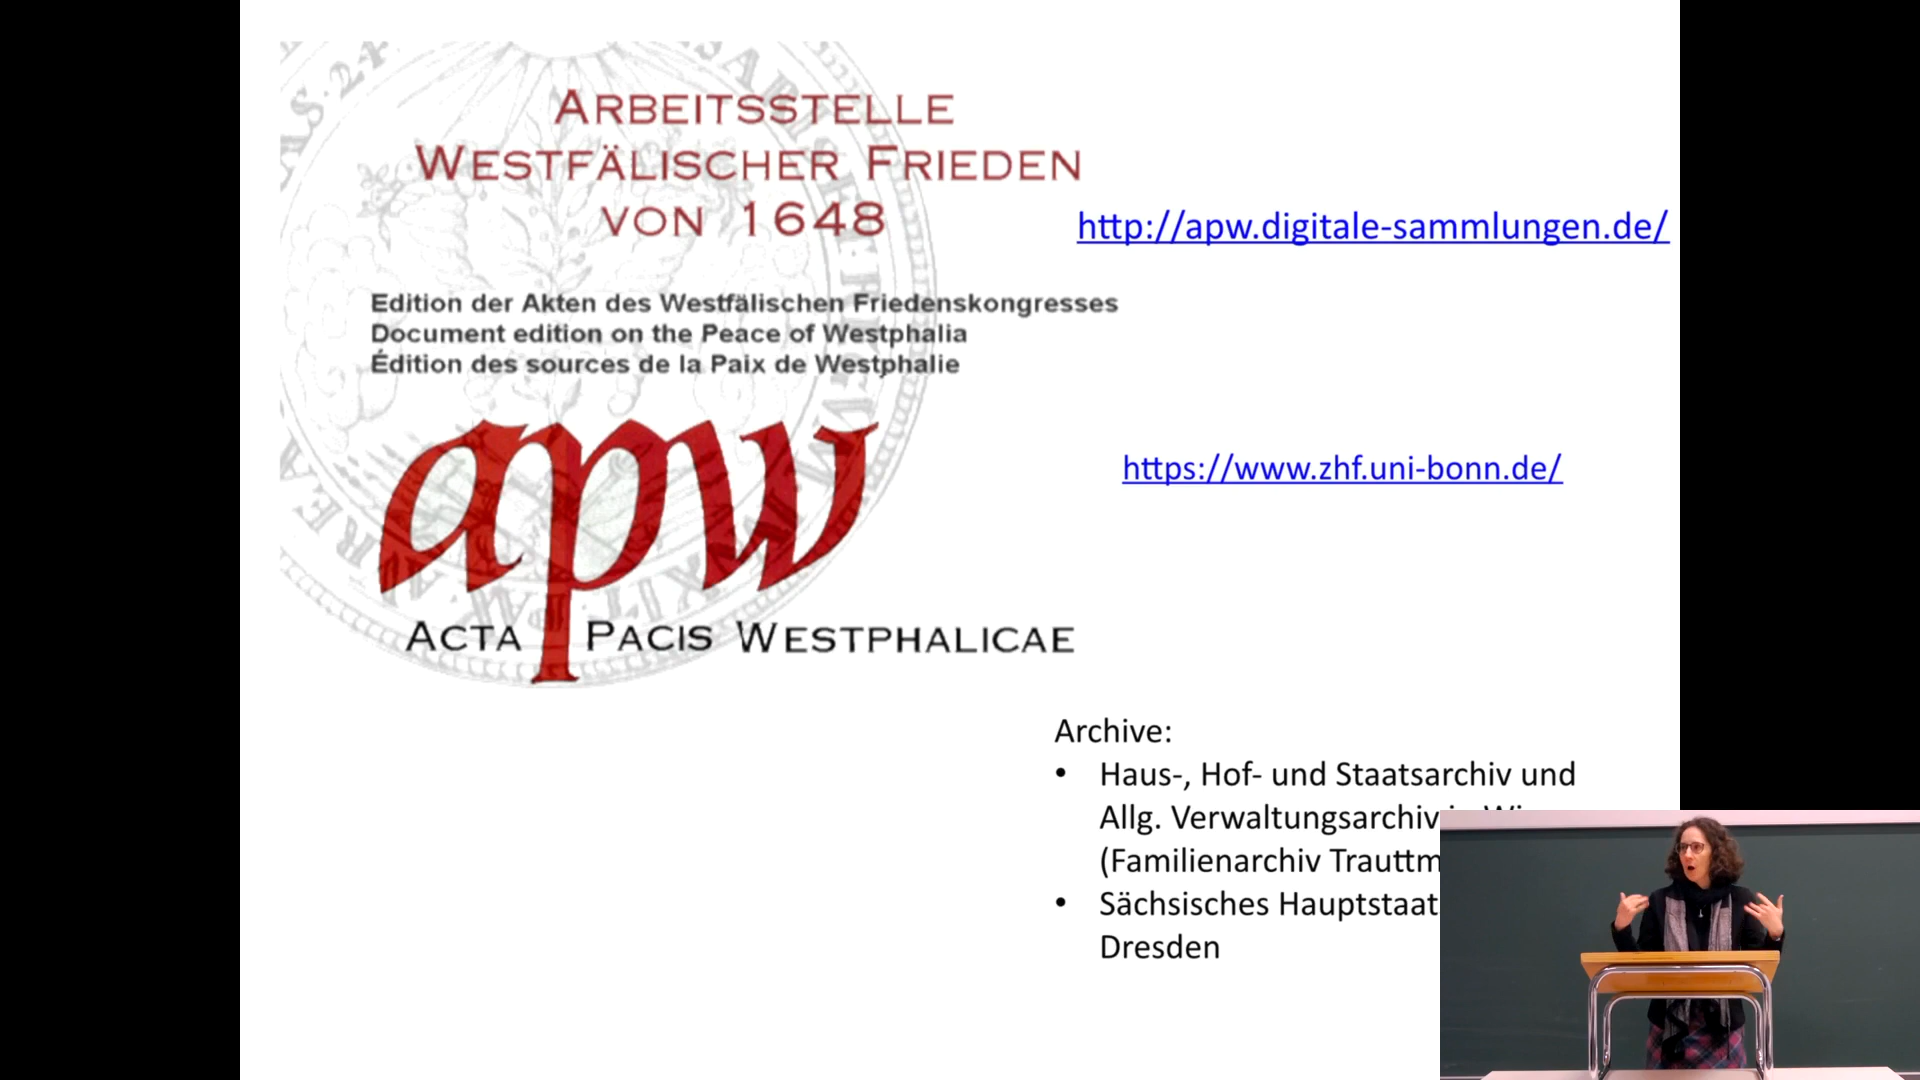 ARBEITSSTELLE
WESTFÄLISCHER FRIEDEN
VON 1648
http://apw.digitale-sammlungen.de/
Edition der Akten des Westfälischen Friedenskongresses
Document edition on the Peace of Westphalia
Édition des sources de la Paix de Westphalie
https://www.zhf.uni-bonn.de/
apw
ACTA PACIS WESTPHALICAE
Archive:
• Haus-, Hof- und Staatsarchiv und
Allg. Verwaltungsarchiv
(Familienarchiv
• Sächsisches
Dresden